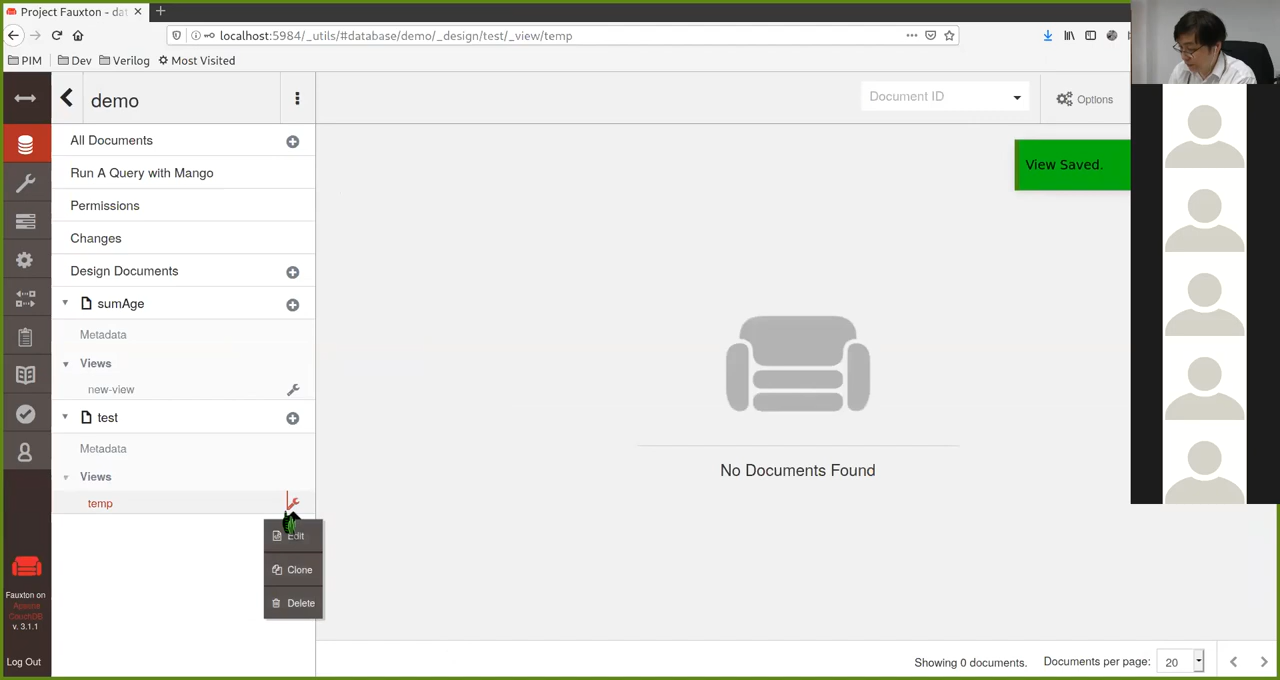 Project Fauxton - dat
localhost:5984/_utils/#database/demo/_design/test/_view/temp
PIM
Dev
Verilog
Most Visited
demo
Document ID
Options
All Documents
View Saved.
Run A Query with Mango
Permissions
Changes
Design Documents
sumAge
Metadata
Views
new-view
test
Metadata
Views
temp
No Documents Found
Edit
Clone
Delete
Fauxton on
Apache
CouchDB
v. 3.1.1
Log Out
Showing 0 documents.
Documents per page:
20